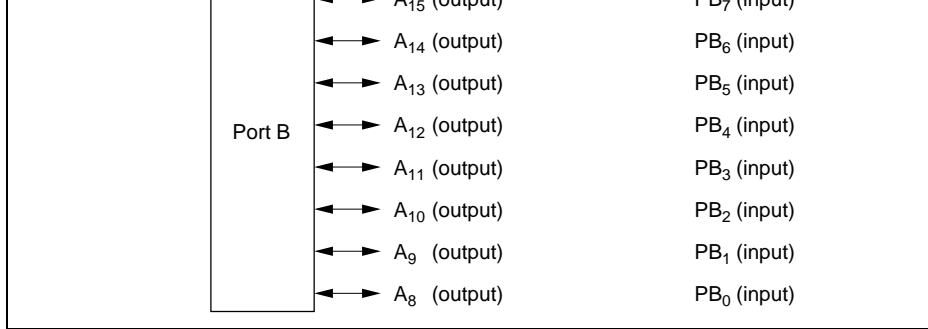 A15 (output) PB7 (input)
A14 (output) PB6 (input)
A13 (output) PB5 (input)
Port B A12 (output) PB4 (input)
A11 (output) PB3 (input)
A10 (output) PB2 (input)
A9 (output) PB1 (input)
A8 (output) PB0 (input)